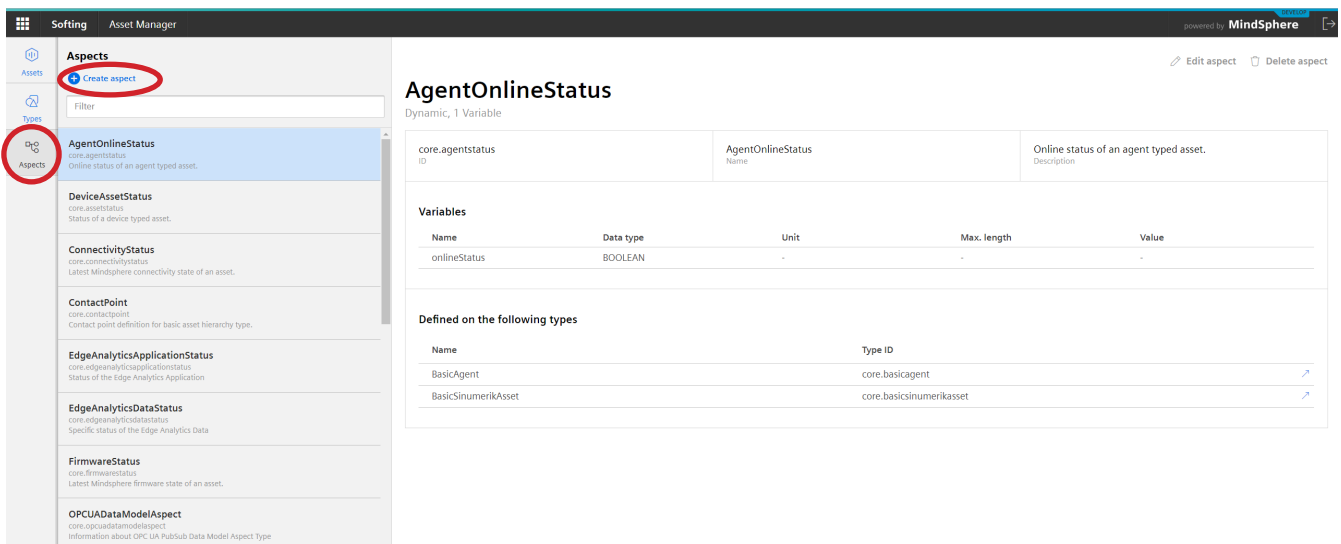 Softing Asset Manager
DEVELOP
powered by MindSphere
Assets
Types
Aspects
Aspects
Create aspect
Filter
AgentOnlineStatus
core.agentstatus
Online status of an agent typed asset.
DeviceAssetStatus
core.assetstatus
Status of a device typed asset.
ConnectivityStatus
core.connectivitystatus
Latest Mindsphere connectivity state of an asset.
ContactPoint
core.contactpoint
Contact point definition for basic asset hierarchy type.
EdgeAnalyticsApplicationStatus
core.edgeanalyticsapplicationstatus
Status of the Edge Analytics Application
EdgeAnalyticsDataStatus
core.edgeanalyticsdatastatus
Specific status of the Edge Analytics Data
FirmwareStatus
core.firmwarestatus
Latest Mindsphere firmware state of an asset.
OPCUADataModelAspect
core.opcuadatamodelaspect
Information about OPC UA PubSub Data Model Aspect Type
Edit aspect Delete aspect
AgentOnlineStatus
Dynamic, 1 Variable
core.agentstatus AgentOnlineStatus Online status of an agent typed asset.
ID Name Description
Variables
Name Data type Unit Max. length Value
onlineStatus BOOLEAN - - -
Defined on the following types
Name Type ID
BasicAgent core.basicagent
BasicSinumerikAsset core.basicsinumerikasset